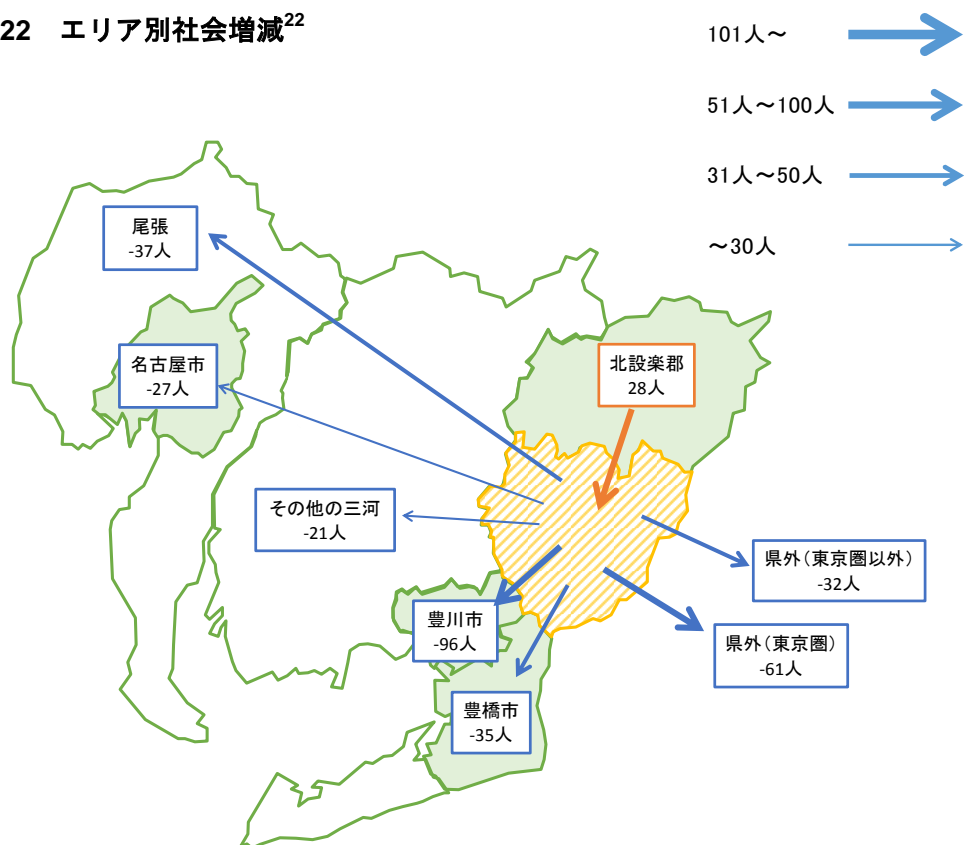 22 エリア別社会増減22
101人～
51人～100人
31人～50人
～30人
尾張
-37人
名古屋市
-27人
北設楽郡
28人
その他の三河
-21人
県外(東京圏以外)
-32人
豊川市
-96人
県外(東京圏)
-61人
豊橋市
-35人